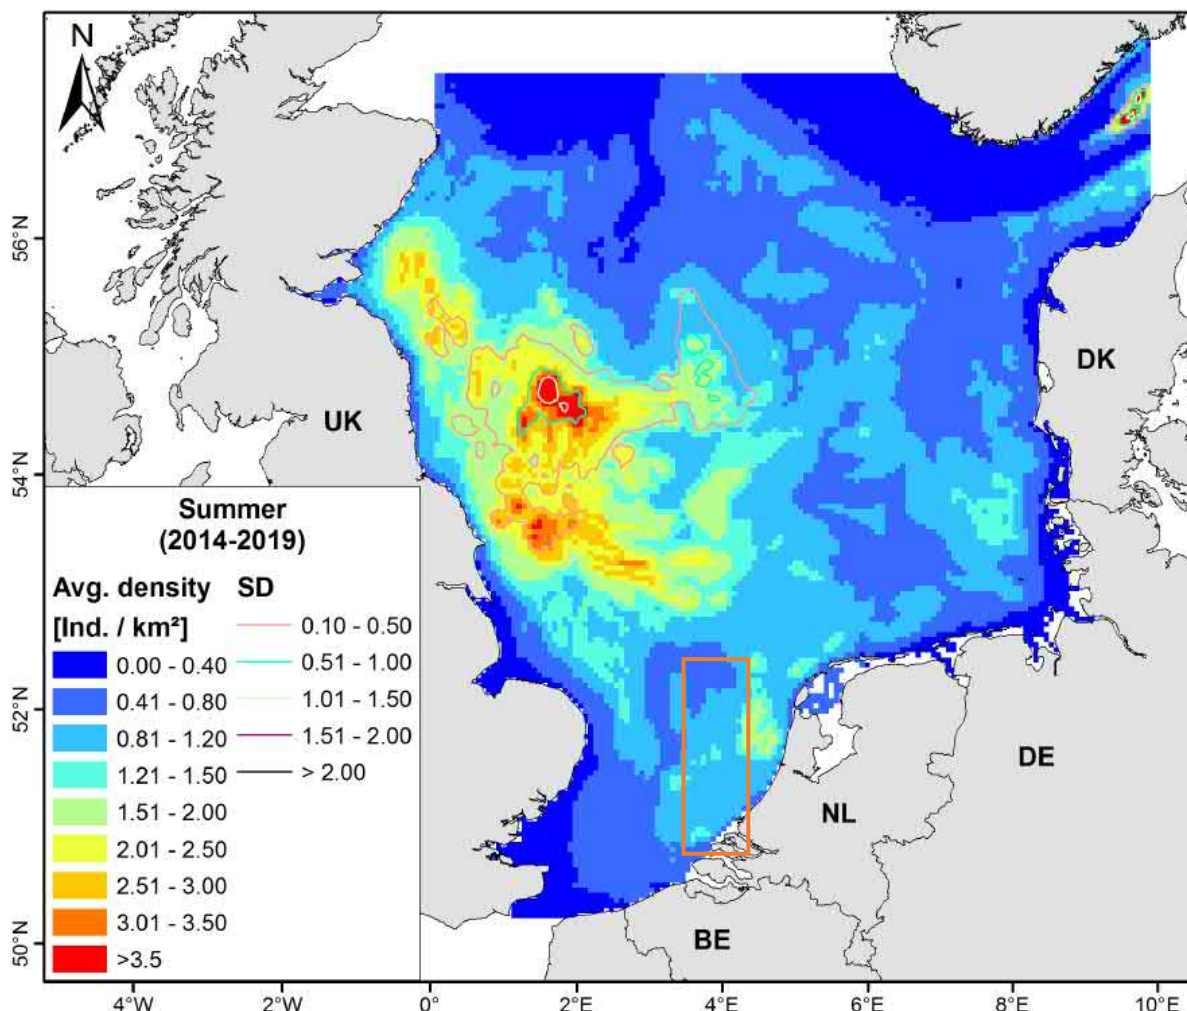 N
56°N
54°N
52°N
50°N
UK
DK
DE
NL
BE
Summer
(2014-2019)
Avg. density SD
[Ind. / km²]
0.00 - 0.40
0.41 - 0.80
0.81 - 1.20
1.21 - 1.50
1.51 - 2.00
2.01 - 2.50
2.51 - 3.00
3.01 - 3.50
>3.5
0.10 - 0.50
0.51 - 1.00
1.01 - 1.50
1.51 - 2.00
> 2.00
4°W 2°W 0° 2°E 4°E 6°E 8°E 10°E